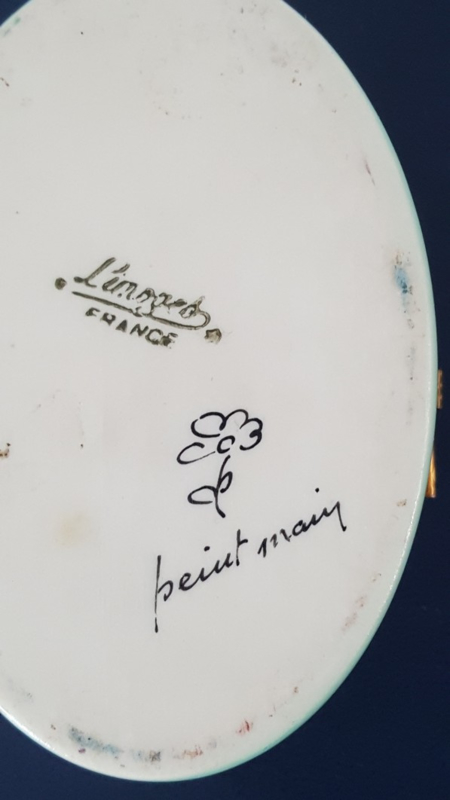 Limoges
FRANCE
peint main